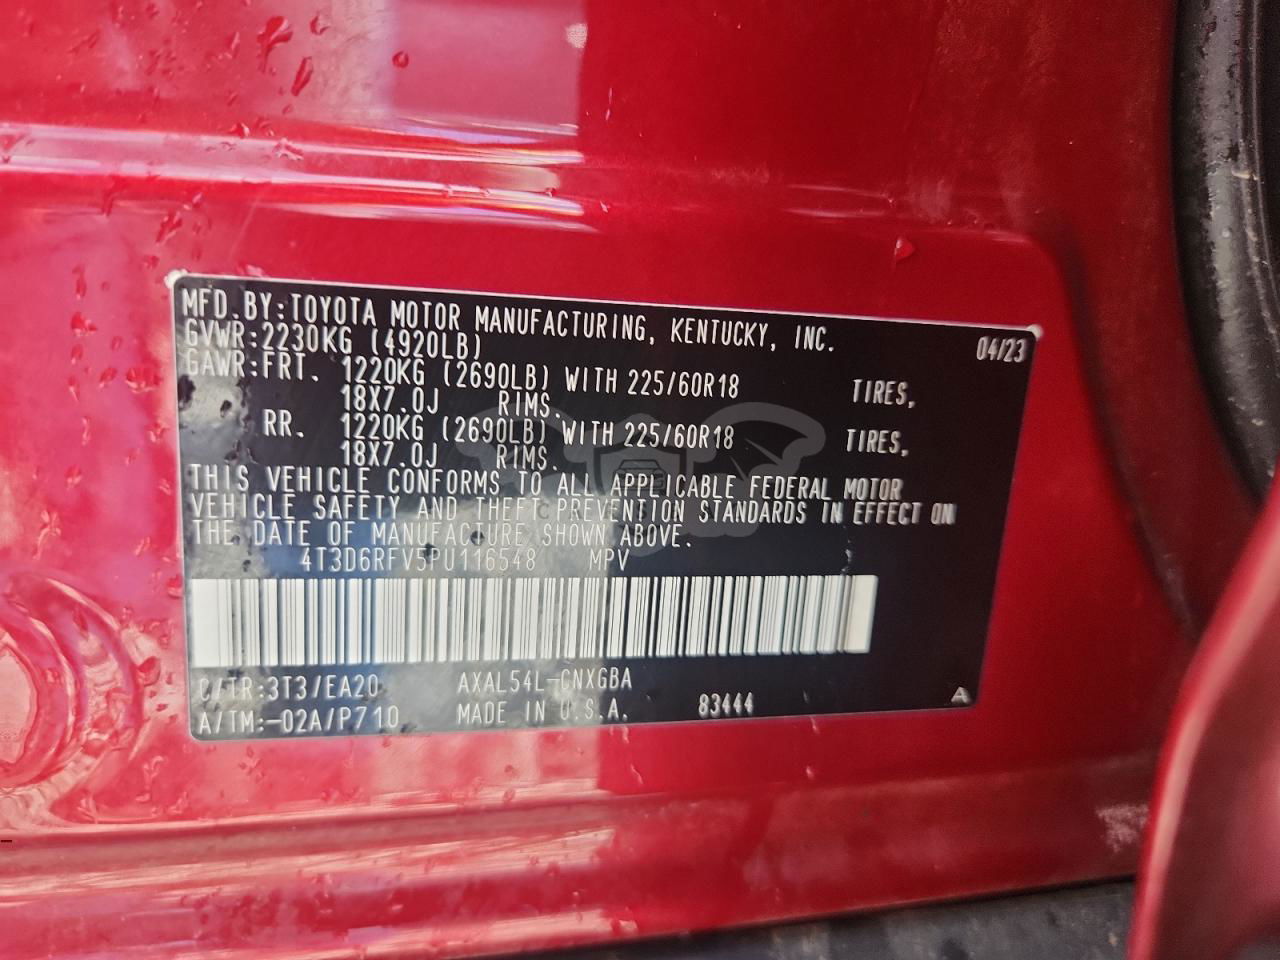 MFD.BY:TOYOTA MOTOR MANUFACTURING, KENTUCKY, INC.
GVWR:2230KG (4920LB) 04/23
GAWR:FRT. 1220KG (2690LB) WITH 225/60R18 TIRES,
18X7.0J RIMS.
RR. 1220KG (2690LB) WITH 225/60R18 TIRES,
18X7.0J RIMS.
THIS VEHICLE CONFORMS TO ALL APPLICABLE FEDERAL MOTOR
VEHICLE SAFETY AND THEFT PREVENTION STANDARDS IN EFFECT ON
THE DATE OF MANUFACTURE SHOWN ABOVE.
4T3D6RFV5PU116548 MPV
C/TR:3T3/EA20 AXAL54L-CNXGBA
A/TM:-02A/P710 MADE IN U.S.A. 83444 A